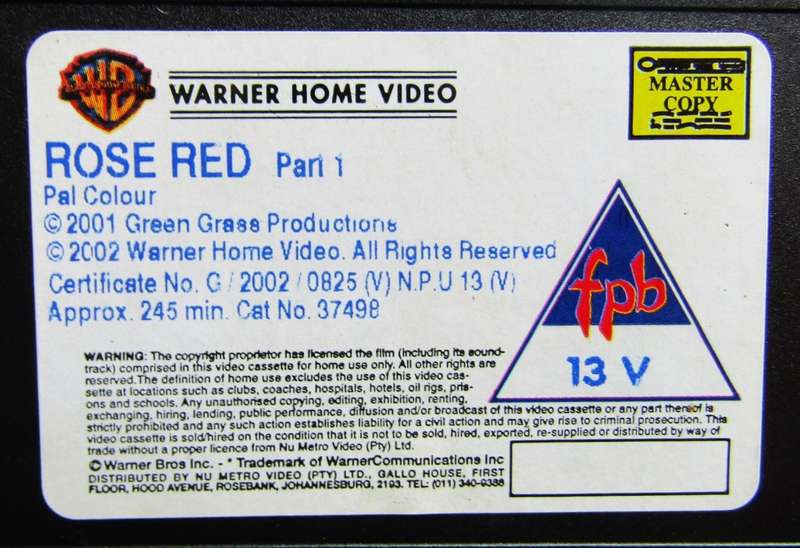 WB
WARNER HOME VIDEO
MASTER
COPY
ROSE RED Part 1
Pal Colour
© 2001 Green Grass Productions
© 2002 Warner Home Video. All Rights Reserved
Certificate No. G / 2002 / 0825 (V) N.P.U 13 (V)
Approx. 245 min. Cat No. 37498
fpb
13 V
WARNING: The copyright proprietor has licensed the film (including its sound-
track) comprised in this video cassette for home use only. All other rights are
reserved.The definition of home use excludes the use of this video cas-
sette at locations such as clubs, coaches, hospitals, hotels, oil rigs, pris-
ons and schools. Any unauthorised copying, editing, exhibition, renting,
exchanging, hiring, lending, public performance, diffusion and/or broadcast of this video cassette or any part thereof is
strictly prohibited and any such action establishes liability for a civil action and may give rise to criminal prosecution. This
video cassette is sold/hired on the condition that it is not to be sold, hired, exported, re-supplied or distributed by way of
trade without a proper licence from Nu Metro Video (Pty) Ltd.
© Warner Bros Inc. - * Trademark of WarnerCommunications Inc
DISTRIBUTED BY NU METRO VIDEO (PTY) LTD., GALLO HOUSE, FIRST
FLOOR, HOOD AVENUE, ROSEBANK, JOHANNESBURG, 2193. TEL: (011) 340-9388